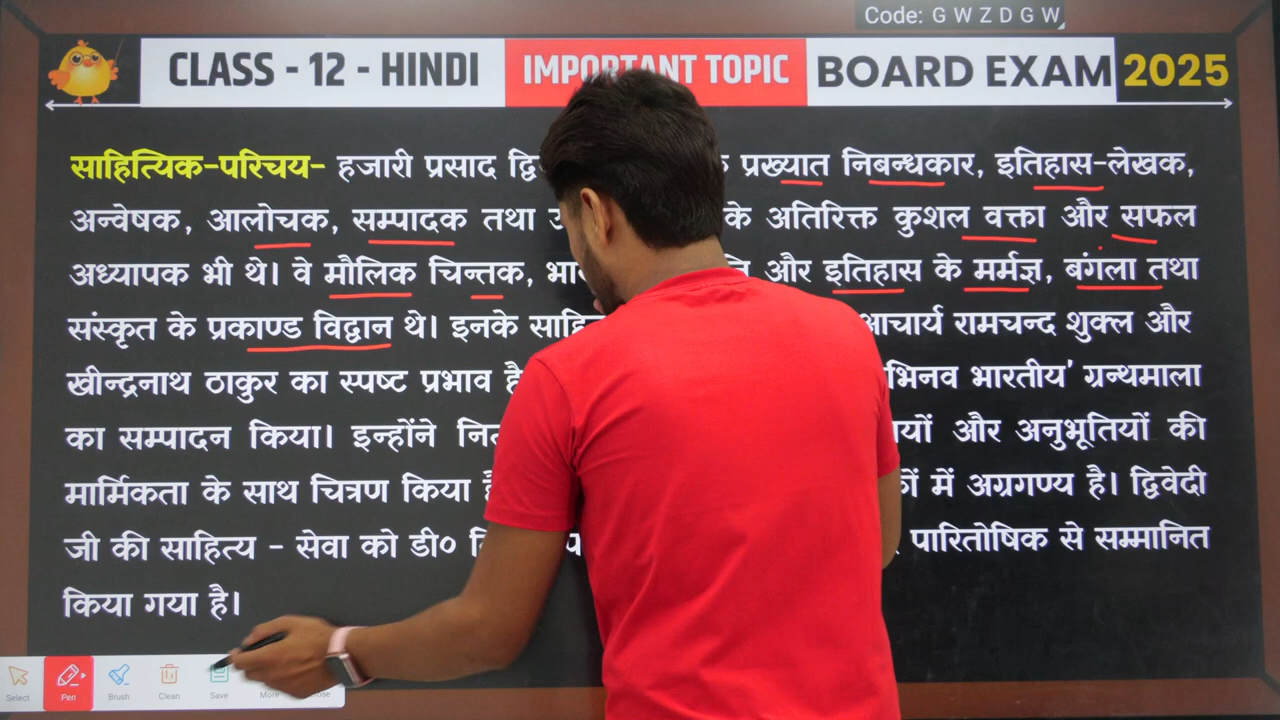 Code: G W Z D G W
CLASS - 12 - HINDI IMPORTANT TOPIC BOARD EXAM 2025
साहित्यिक-परिचय- हजारी प्रसाद प्रख्यात निबन्धकार, इतिहास-लेखक,
अन्वेषक, आलोचक, सम्पादक तथा के अतिरिक्त कुशल वक्ता और सफल
अध्यापक भी थे। वे मौलिक चिन्तक, और इतिहास के मर्मज्ञ, बंगला तथा
संस्कृत के प्रकाण्ड विद्वान थे। इनके आचार्य रामचन्द शुक्ल और
रवीन्द्रनाथ ठाकुर का स्पष्ट प्रभाव भारतीय' ग्रन्थमाला
का सम्पादन किया। इन्होंने और अनुभूतियों की
मार्मिकता के साथ चित्रण किया में अग्रगण्य है। द्विवेदी
जी की साहित्य - सेवा को डी० पारितोषिक से सम्मानित
किया गया है।
Select Pen Brush Clean Save More